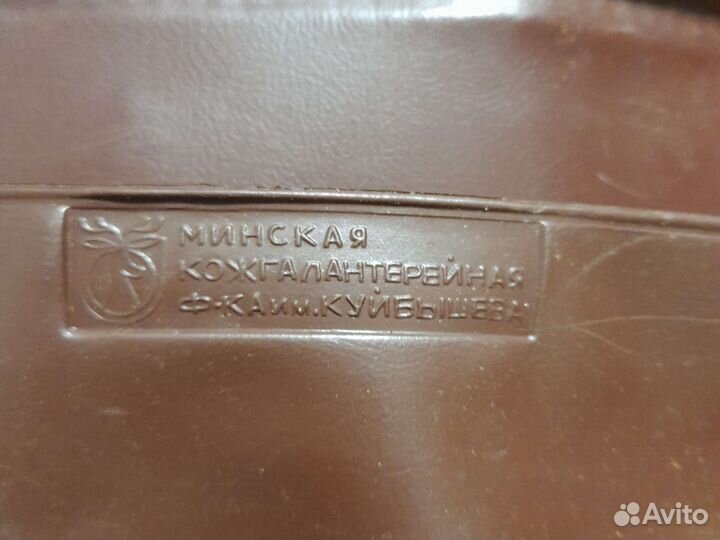 МИНСКАЯ
КОЖГАЛАНТЕРЕЙНАЯ
Ф-КА им. КУЙБЫШЕВА
Avito